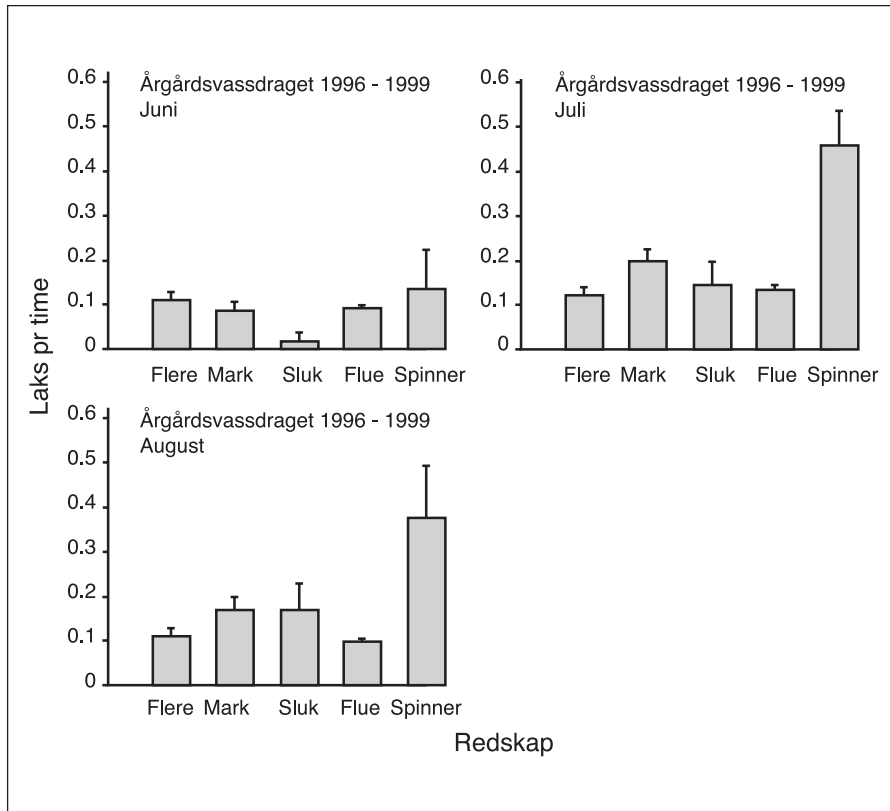 Årgårdsvassdraget 1996 - 1999
Juni
0.6
0.5
0.4
0.3
0.2
0.1
0
Flere Mark Sluk Flue Spinner
Årgårdsvassdraget 1996 - 1999
Juli
0.6
0.5
0.4
0.3
0.2
0.1
0
Flere Mark Sluk Flue Spinner
Laks pr time
Årgårdsvassdraget 1996 - 1999
August
0.6
0.5
0.4
0.3
0.2
0.1
0
Flere Mark Sluk Flue Spinner
Redskap